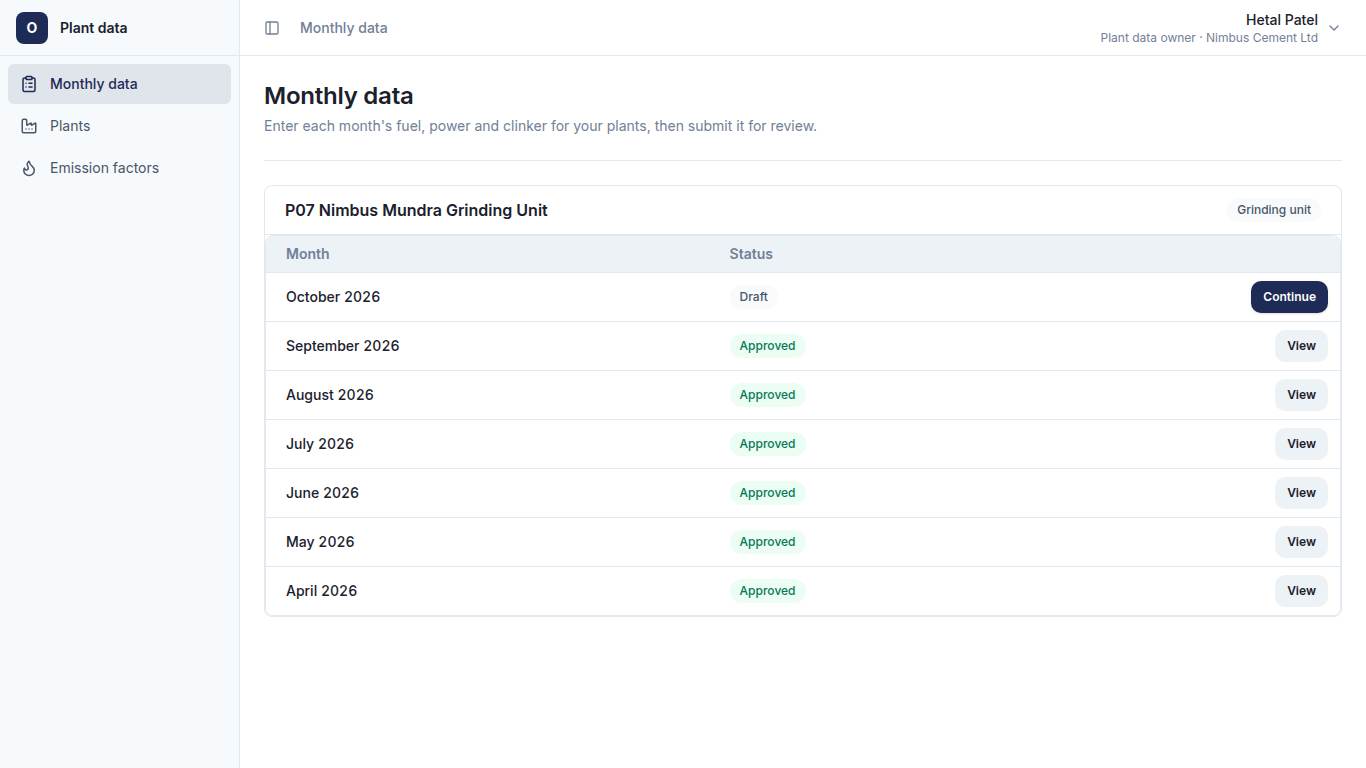 O Plant data
Monthly data
Plants
Emission factors
Monthly data
Hetal Patel
Plant data owner · Nimbus Cement Ltd
Monthly data
Enter each month's fuel, power and clinker for your plants, then submit it for review.
P07 Nimbus Mundra Grinding Unit Grinding unit
Month Status
October 2026 Draft Continue
September 2026 Approved View
August 2026 Approved View
July 2026 Approved View
June 2026 Approved View
May 2026 Approved View
April 2026 Approved View